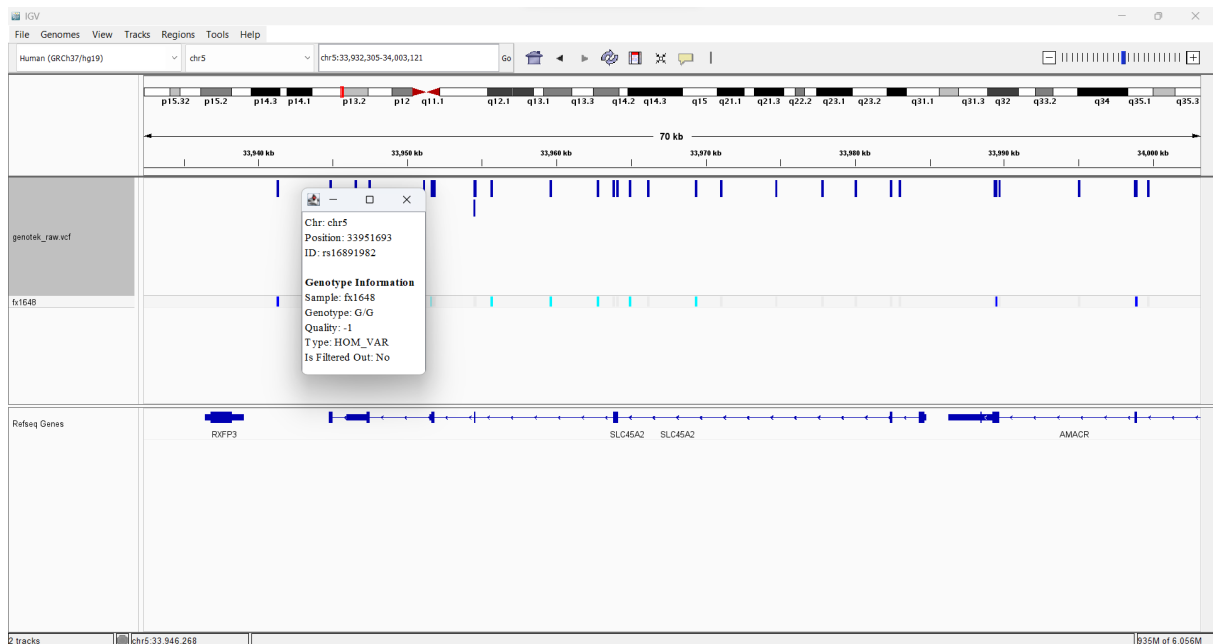 IGV
File Genomes View Tracks Regions Tools Help
Human (GRCh37/hg19) chr5 chr5:33,932,305-34,003,121 Go
p15.32 p15.2 p14.3 p14.1 p13.2 p12 q11.1 q12.1 q13.1 q13.3 q14.2 q14.3 q15 q21.1 q21.3 q22.2 q23.1 q23.2 q31.1 q31.3 q32 q33.2 q34 q35.1 q35.3
70 kb
33,940 kb 33,950 kb 33,960 kb 33,970 kb 33,980 kb 33,990 kb 34,000 kb
genotek_raw.vcf
Chr: chr5
Position: 33951693
ID: rs16891982
Genotype Information
Sample: fx1648
Genotype: G/G
Quality: -1
Type: HOM_VAR
Is Filtered Out: No
fx1648
Refseq Genes
RXFP3 SLC45A2 SLC45A2 AMACR
2 tracks chr5:33,946,268 935M of 6,056M